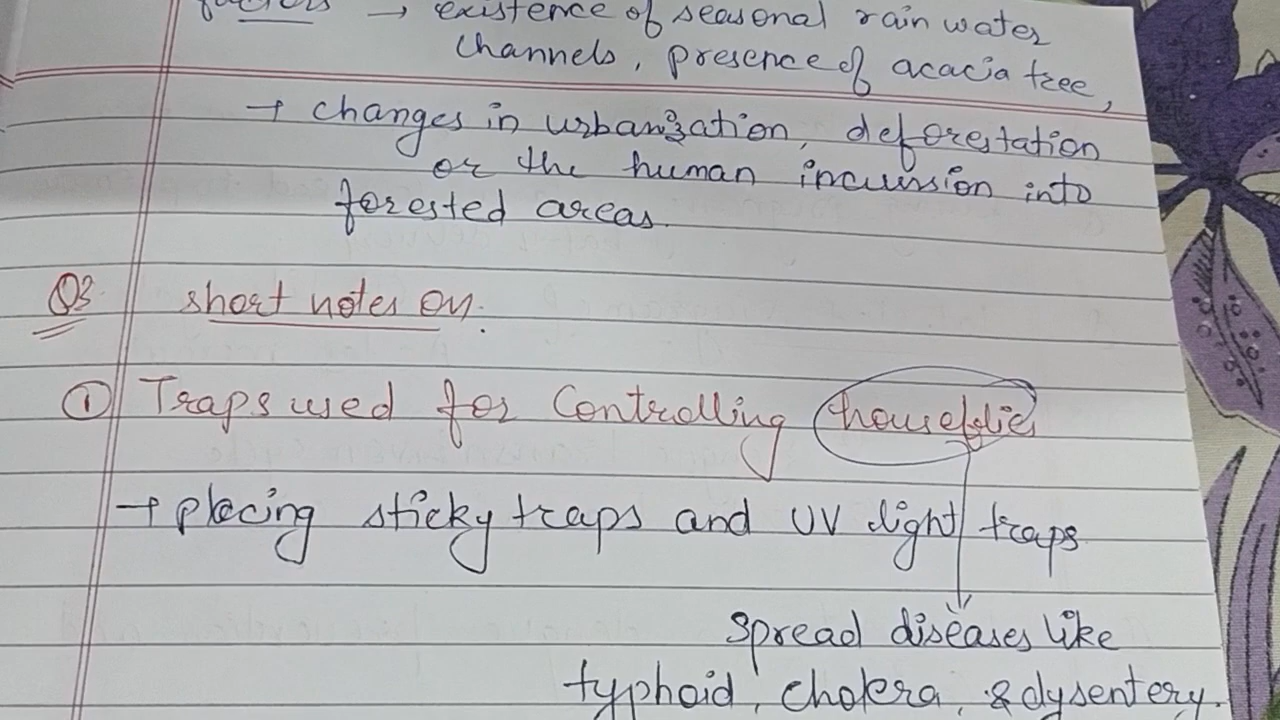 factors → existence of seasonal rain water
channels, presence of acacia tree,
→ changes in urbanization, deforestation
or the human incursion into
forested areas.
Q3 short notes on:
① Traps used for Controlling houseflies
→ placing sticky traps and UV light traps
spread diseases like
typhoid, cholera, & dysentery.